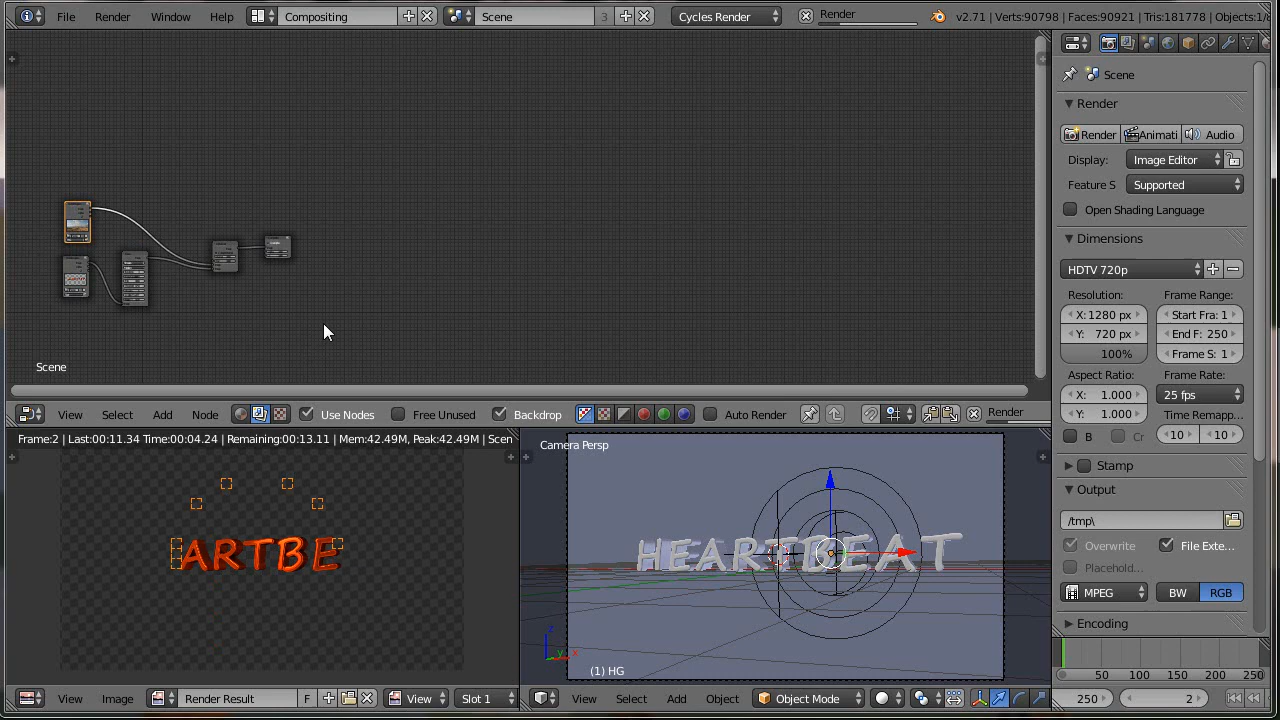 File Render Window Help Compositing Scene 3 Cycles Render Render v2.71 | Verts:90798 | Faces:90921 | Tris:181778 | Objects:1/
Scene
Render
Render Animati Audio
Display: Image Editor
Feature S Supported
Open Shading Language
Dimensions
HDTV 720p
Resolution: Frame Range:
X:1280 px Start Fra: 1
Y: 720 px End F: 250
100% Frame S: 1
Aspect Ratio: Frame Rate:
X: 1.000 25 fps
Y: 1.000 Time Remapp...
B Cr 10 10
Stamp
Output
/tmp\
Overwrite File Exte...
Placehold...
MPEG BW RGB
Encoding
Scene
View Select Add Node Use Nodes Free Unused Backdrop Auto Render Render
Frame:2 | Last:00:11.34 Time:00:04.24 | Remaining:00:13.11 | Mem:42.49M, Peak:42.49M | Scen
ARTBE
Camera Persp
HEARTBEAT
z
y x
(1) HG
50 100 150 200 250
View Image Render Result F View Slot 1
View Select Add Object Object Mode
250 2